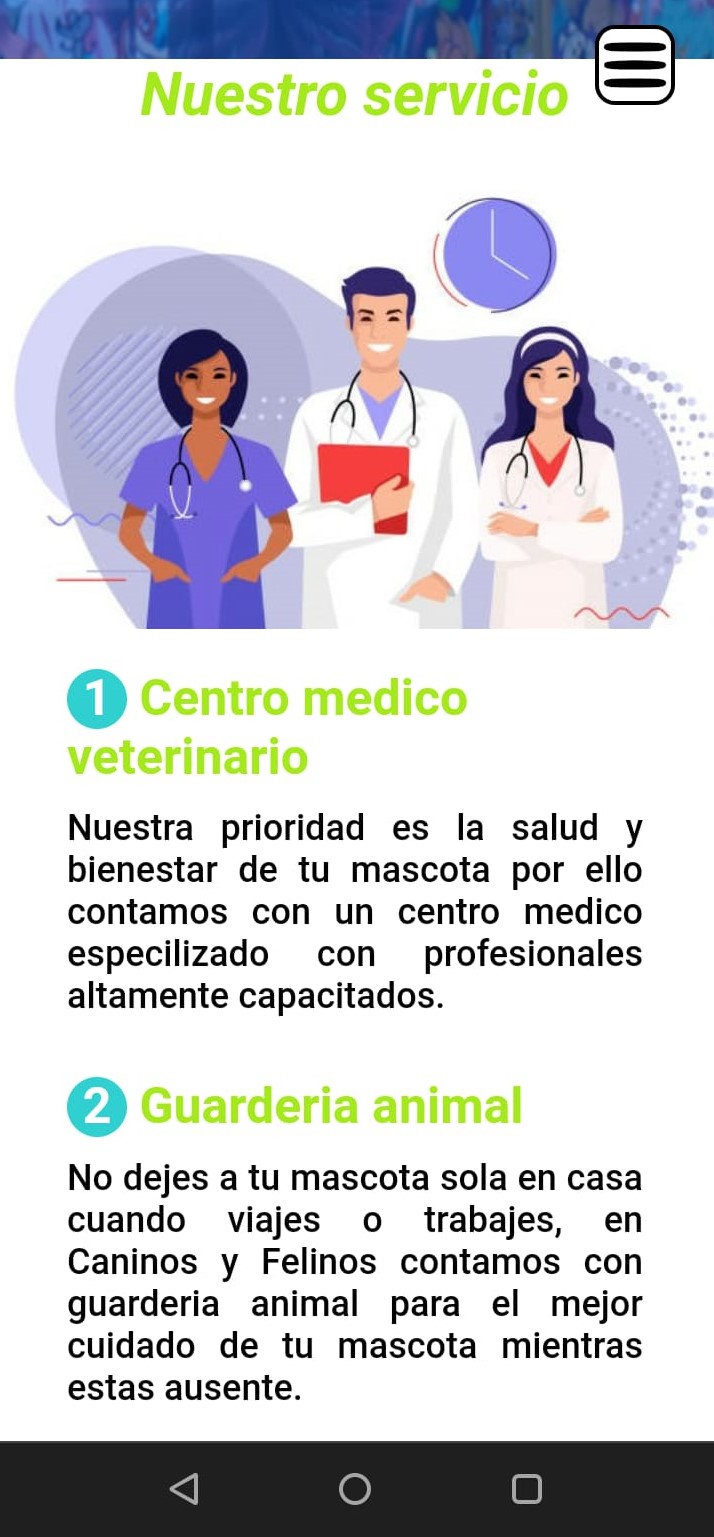 Nuestro servicio
1 Centro medico
veterinario
Nuestra prioridad es la salud y
bienestar de tu mascota por ello
contamos con un centro medico
especilizado con profesionales
altamente capacitados.
2 Guarderia animal
No dejes a tu mascota sola en casa
cuando viajes o trabajes, en
Caninos y Felinos contamos con
guarderia animal para el mejor
cuidado de tu mascota mientras
estas ausente.